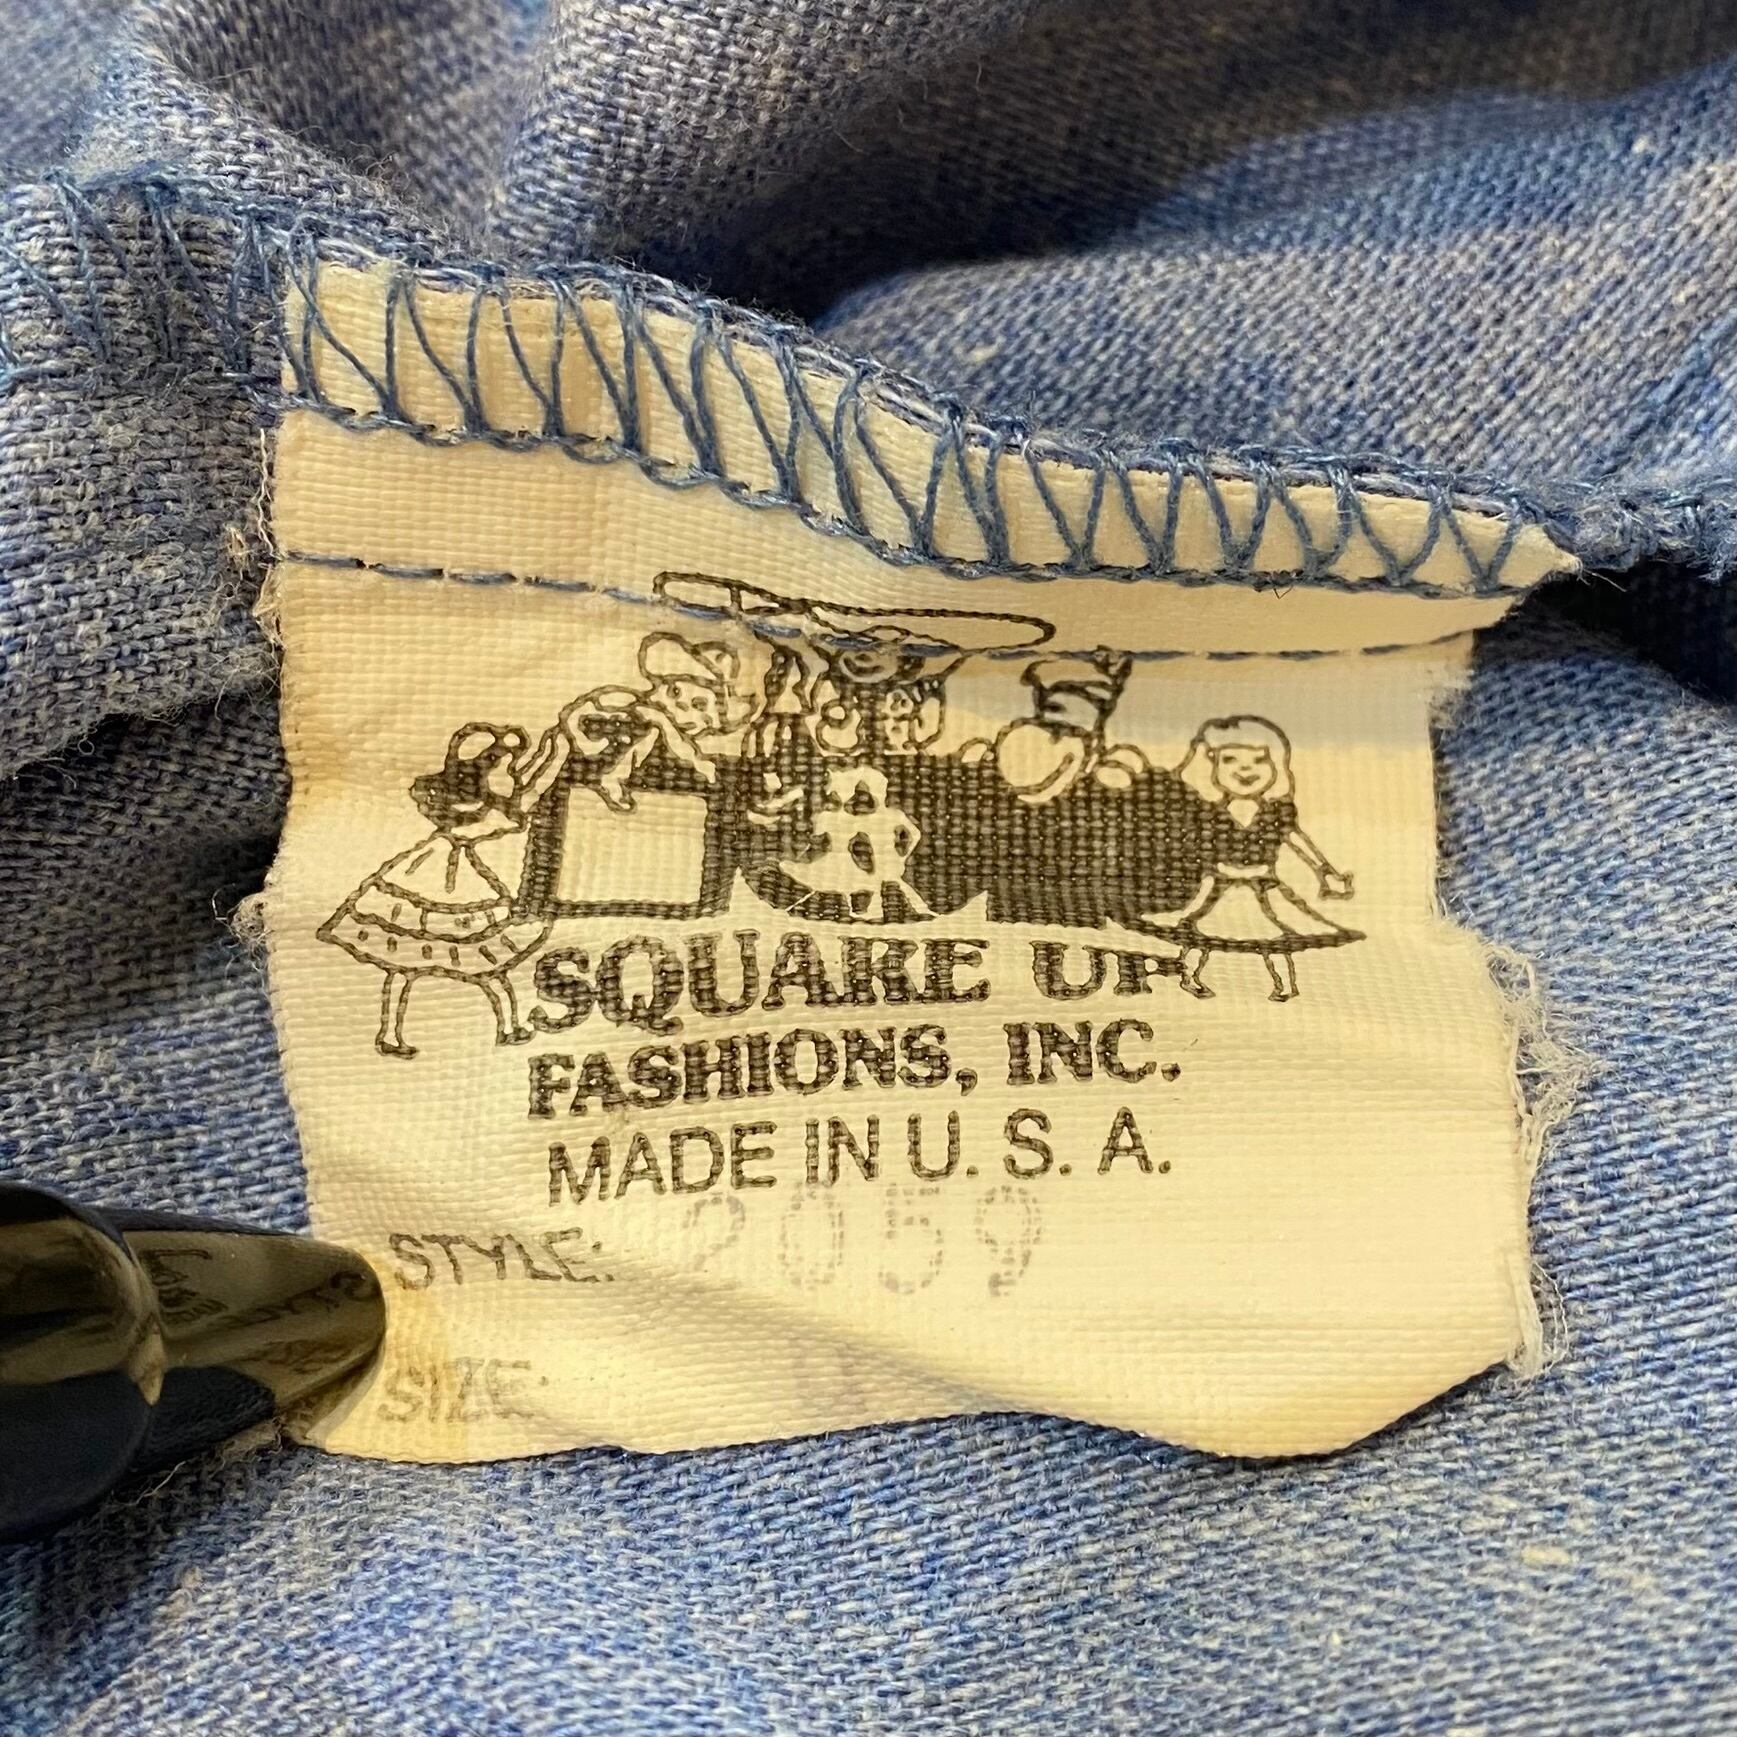 SQUARE UP
FASHIONS, INC.
MADE IN U. S. A.
STYLE: 2059
SIZE: